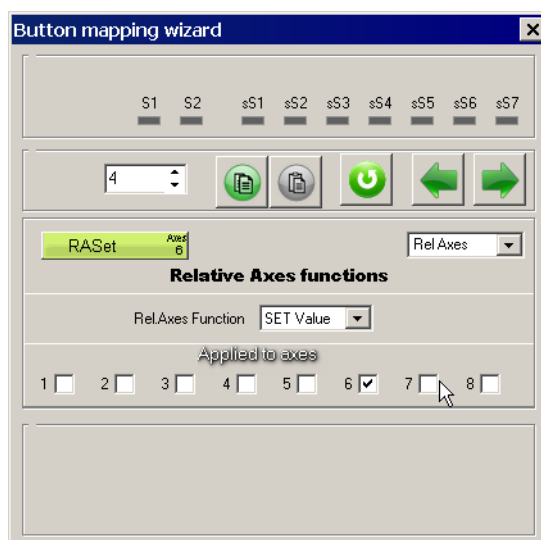 Button mapping wizard
S1 S2 sS1 sS2 sS3 sS4 sS5 sS6 sS7
4
RASet Axes 6 Rel Axes
Relative Axes functions
Rel.Axes Function SET Value
Applied to axes
1 2 3 4 5 6 7 8